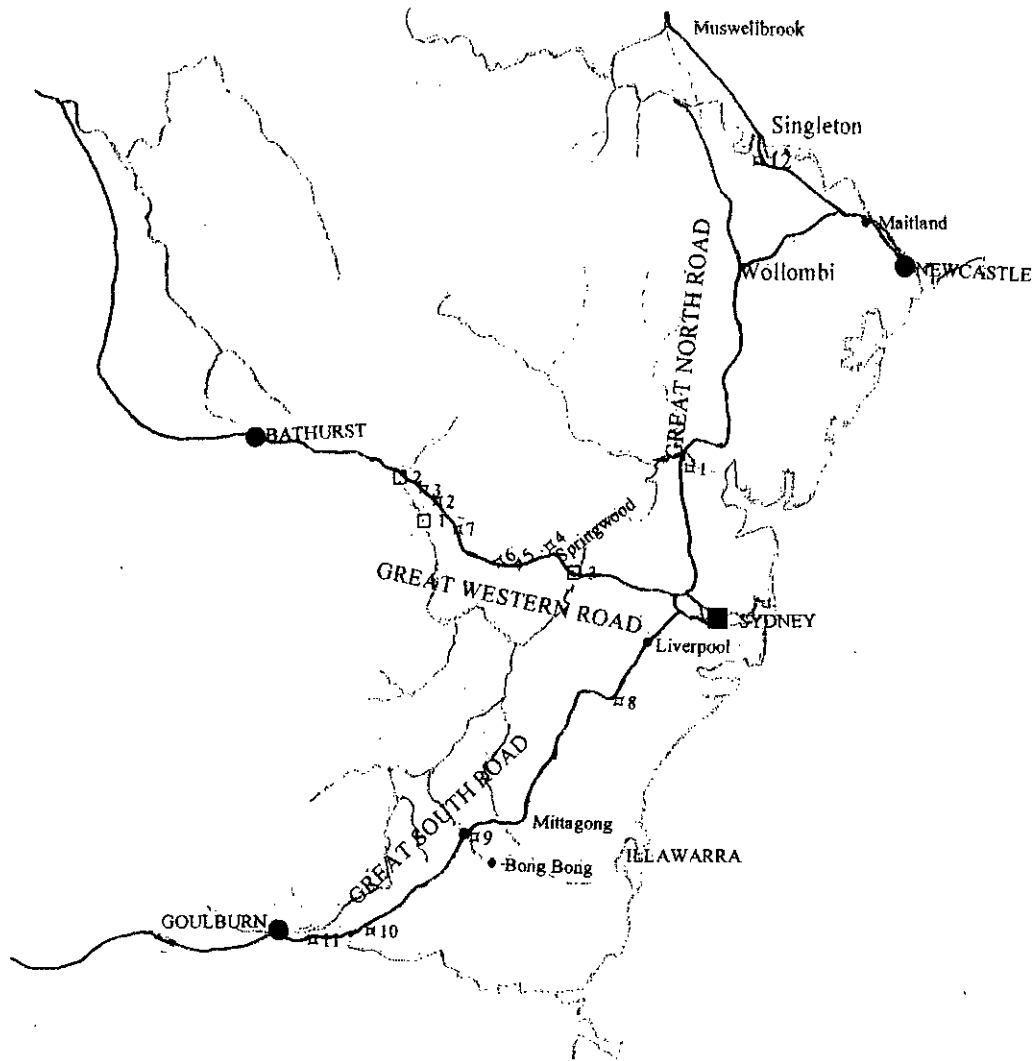 Muswellbrook
Singleton
12
Maitland
GREAT NORTH ROAD
Wollombi
NEWCASTLE
BATHURST
2
3
2
1
7
1
Springwood
4
6
5
3
GREAT WESTERN ROAD
SYDNEY
Liverpool
8
GREAT SOUTH ROAD
Mittagong
9
Bong Bong
ILLAWARRA
GOULBURN
10
11